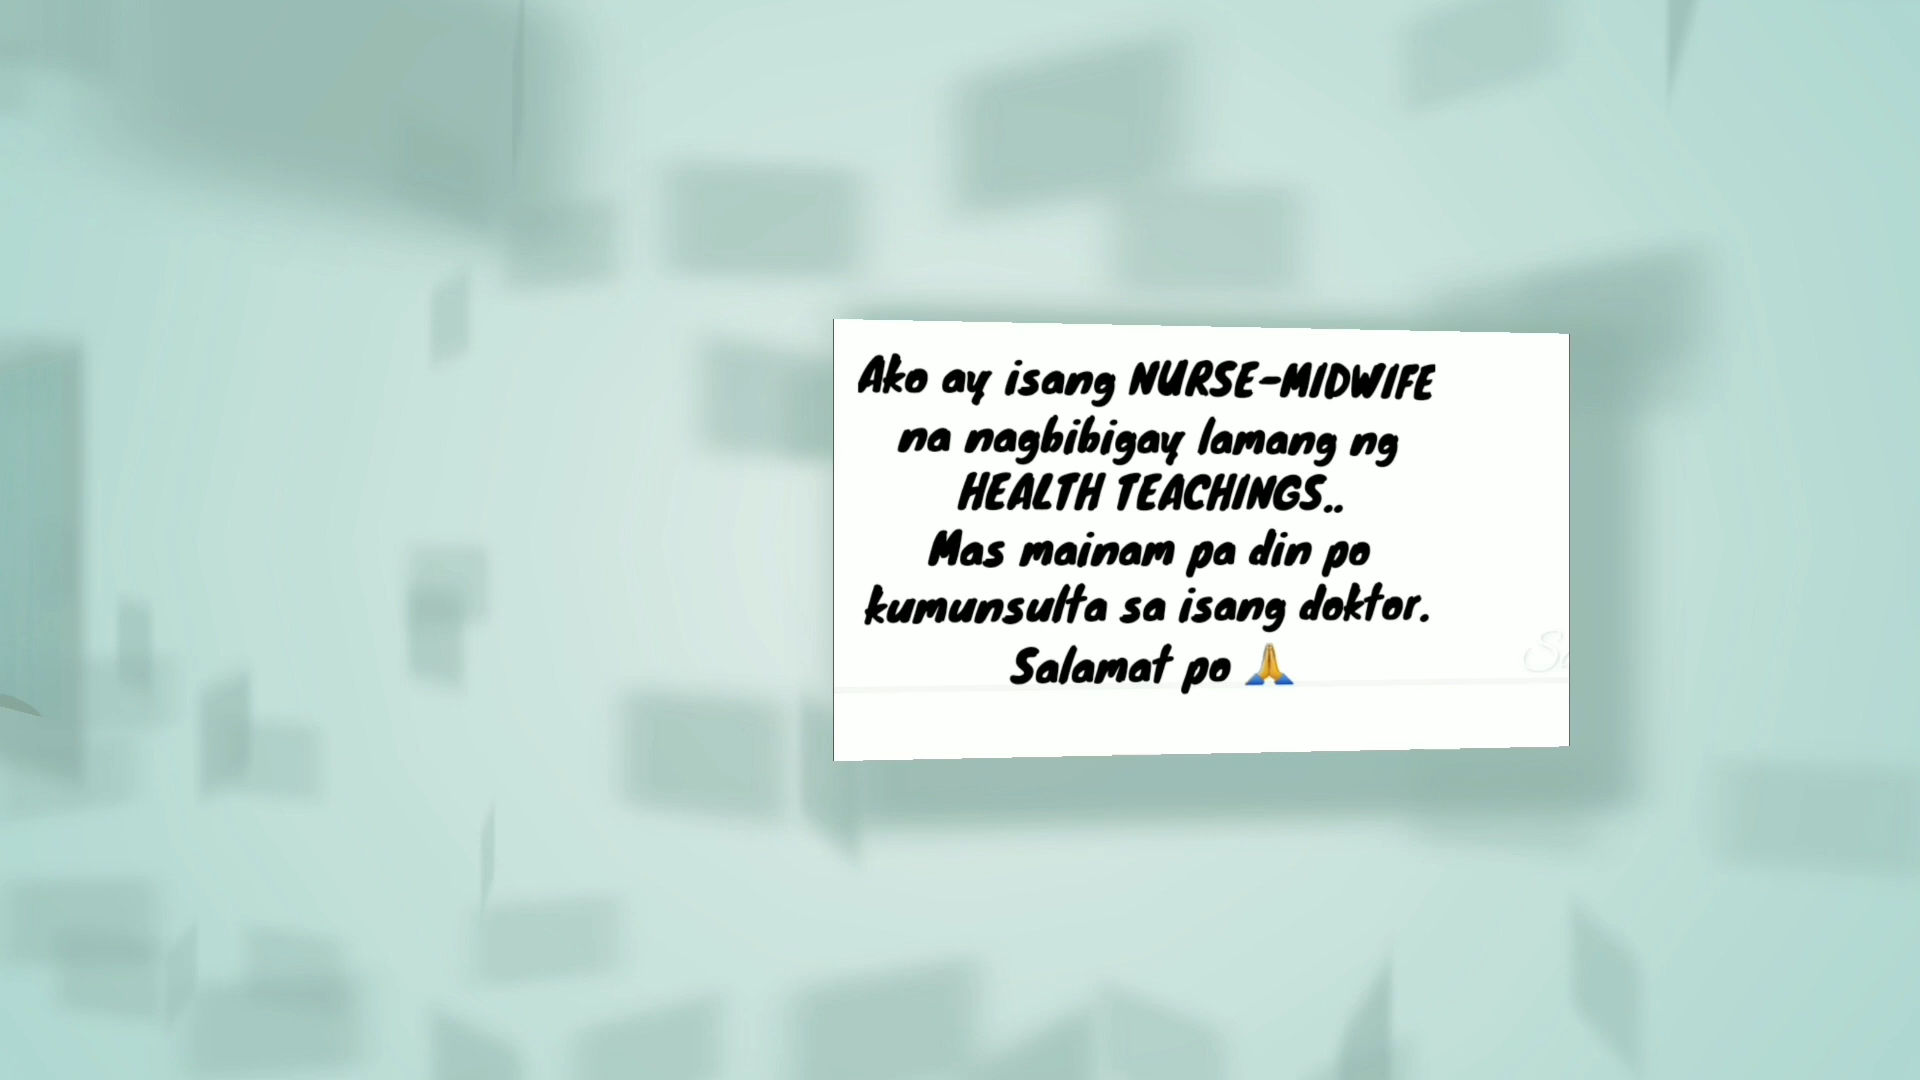 Ako ay isang NURSE-MIDWIFE
na nagbibigay lamang ng
HEALTH TEACHINGS..
Mas mainam pa din po
kumunsulta sa isang doktor.
Salamat po 🙏